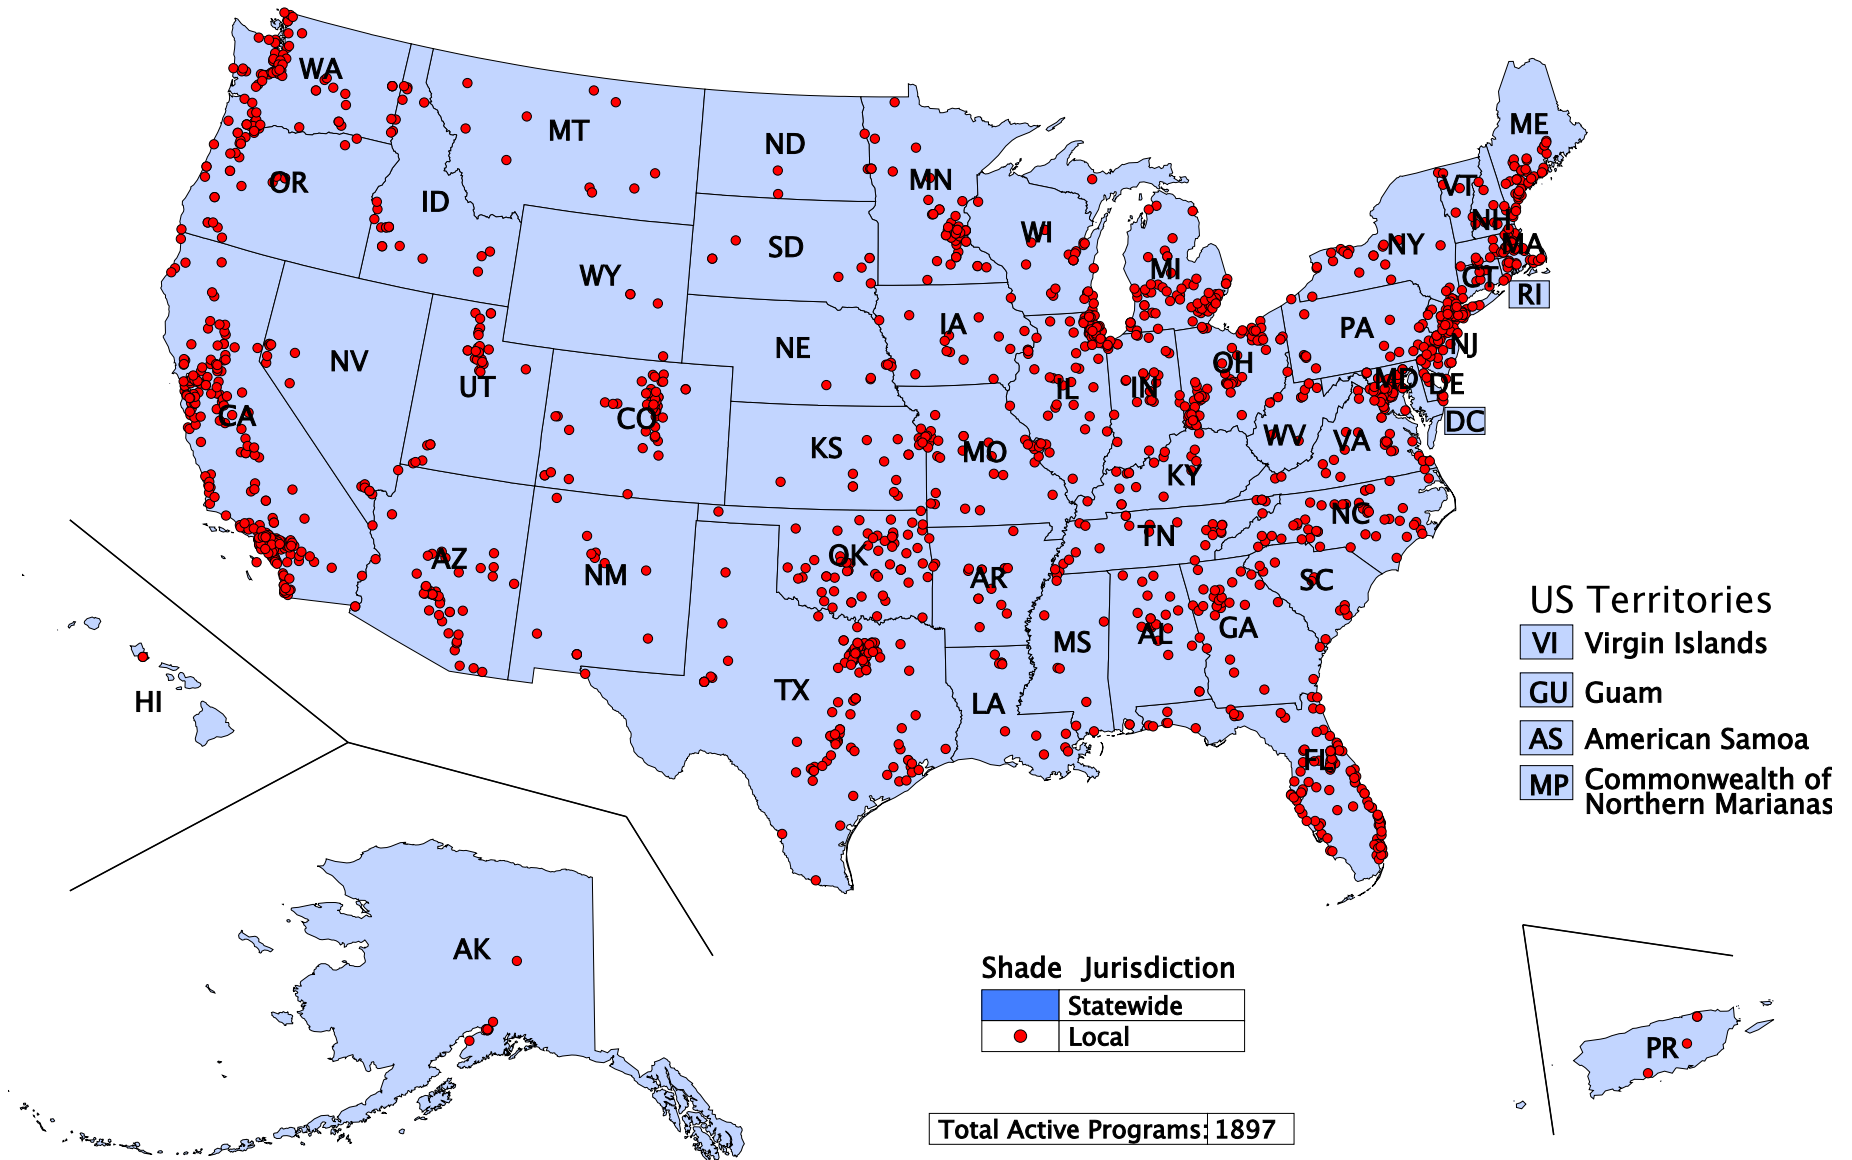 WA
MT
ND
MN
ME
OR
ID
SD
WI
VT
NH
NY
MA
WY
MI
CT
RI
NV
UT
NE
IA
PA
NJ
OH
IL
IN
MD
DE
CA
CO
KS
MO
WV
VA
DC
KY
AZ
NM
OK
TN
NC
AR
SC
MS
AL
GA
TX
LA
FL
HI
AK
PR
US Territories
VI Virgin Islands
GU Guam
AS American Samoa
MP Commonwealth of
Northern Marianas
Shade Jurisdiction
Statewide
Local
Total Active Programs: 1897